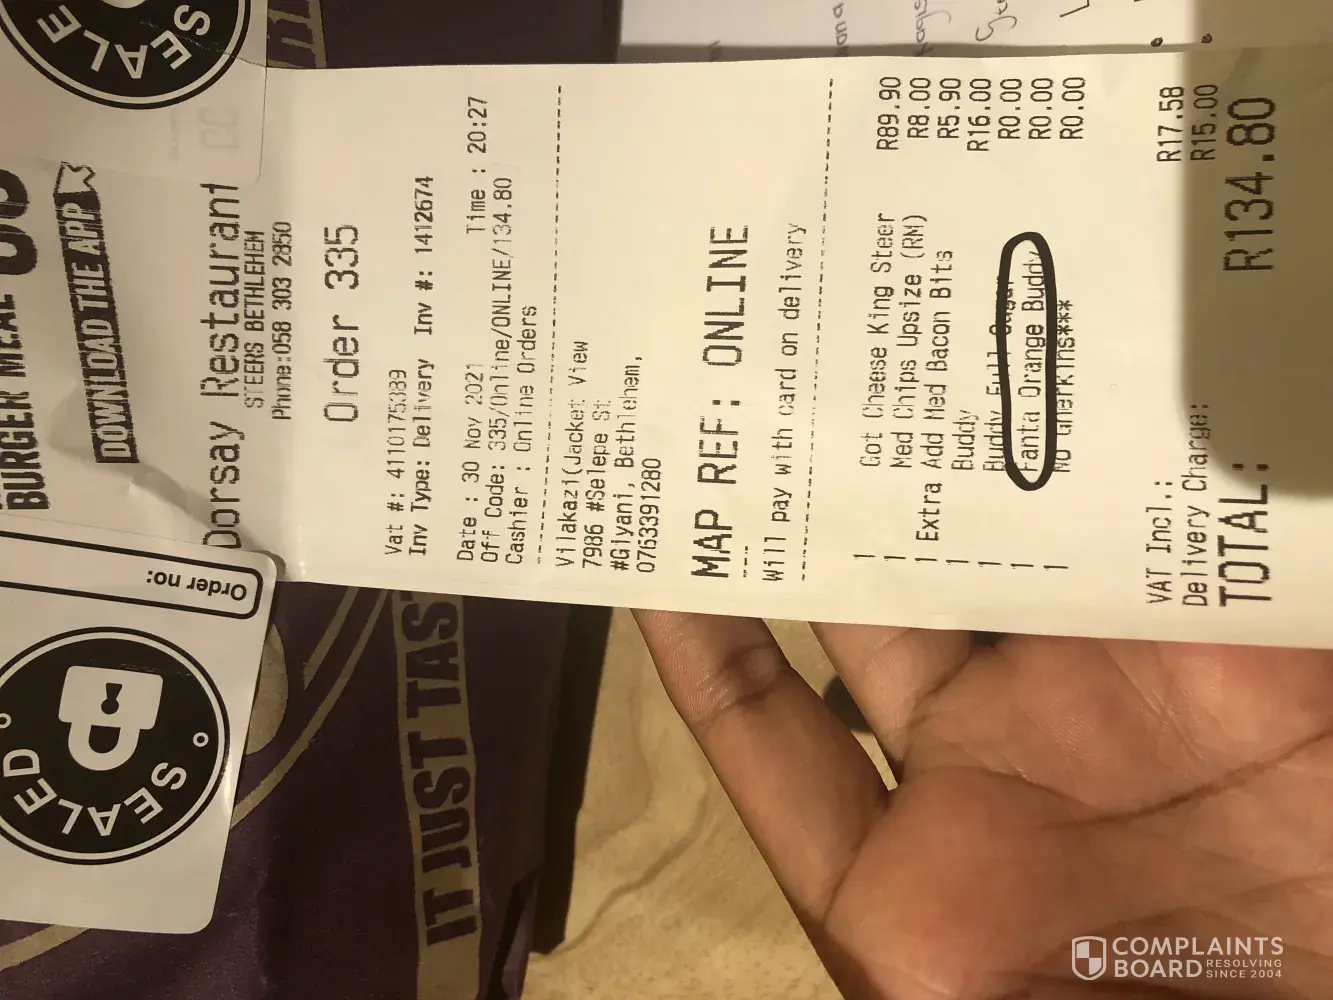 SEALE
BURGER MEAL
DOWNLOAD THE APP
Order no:
SEALED
SEALED
IT JUST TAS
Dorsay Restaurant
STEERS BETHLEHEM
Phone:058 303 2850
Order 335
Vat #: 4110175389
Inv Type: Delivery Inv #: 1412674
Date : 30 Nov 2021 Time : 20:27
Off Code: 335/Online/ONLINE/134.80
Cashier : Online Orders
Vilakazi(Jacket View
7986 #Selepe St
#Giyani, Bethlehem,
0763391280
MAP REF: ONLINE
---
Will pay with card on delivery
1 Got Cheese King Steer R89.90
1 Med Chips Upsize (RM) R8.00
1 Extra Add Med Bacon Bits R5.90
1 Buddy R16.00
1 Buddy Full Sugar R0.00
1 Fanta Orange Buddy R0.00
1 NO Gherkins*** R0.00
VAT Incl.: R17.58
Delivery Charge: R15.00
TOTAL: R134.80
COMPLAINTS
BOARD RESOLVING
SINCE 2004